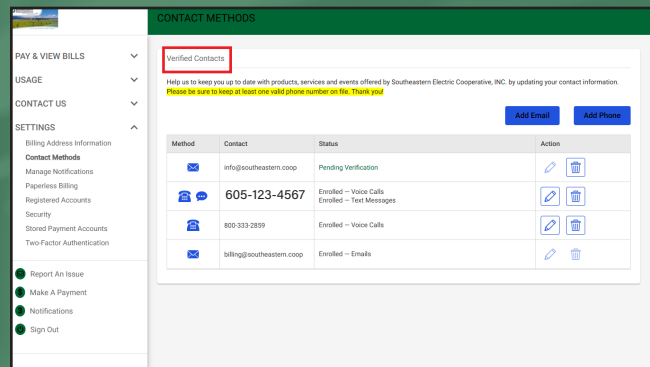 CONTACT METHODS
PAY & VIEW BILLS
USAGE
CONTACT US
SETTINGS
Billing Address Information
Contact Methods
Manage Notifications
Paperless Billing
Registered Accounts
Security
Stored Payment Accounts
Two-Factor Authentication
Report An Issue
Make A Payment
Notifications
Sign Out
Verified Contacts
Help us to keep you up to date with products, services and events offered by Southeastern Electric Cooperative, INC. by updating your contact information.
Please be sure to keep at least one valid phone number on file. Thank you!
Add Email Add Phone
Method Contact Status Action
info@southeastern.coop Pending Verification
605-123-4567 Enrolled — Voice Calls
Enrolled — Text Messages
800-333-2859 Enrolled — Voice Calls
billing@southeastern.coop Enrolled — Emails